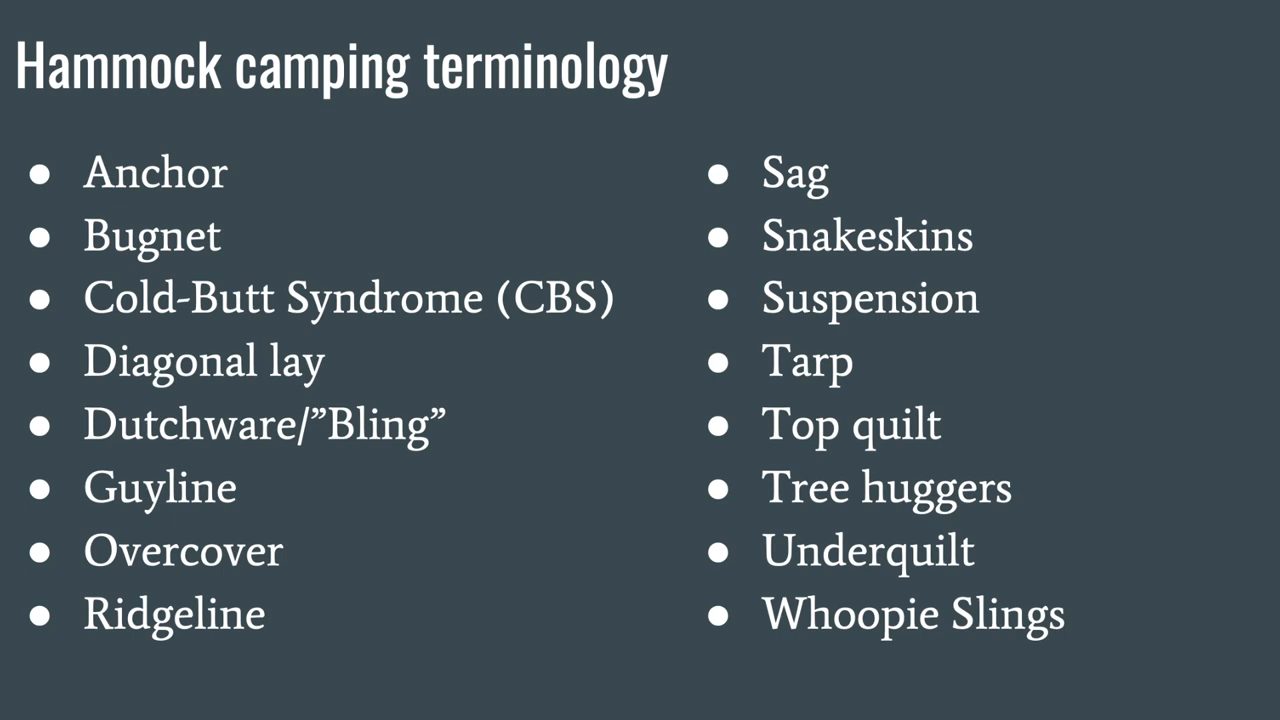 Hammock camping terminology
● Anchor
● Bugnet
● Cold-Butt Syndrome (CBS)
● Diagonal lay
● Dutchware/”Bling”
● Guyline
● Overcover
● Ridgeline
● Sag
● Snakeskins
● Suspension
● Tarp
● Top quilt
● Tree huggers
● Underquilt
● Whoopie Slings